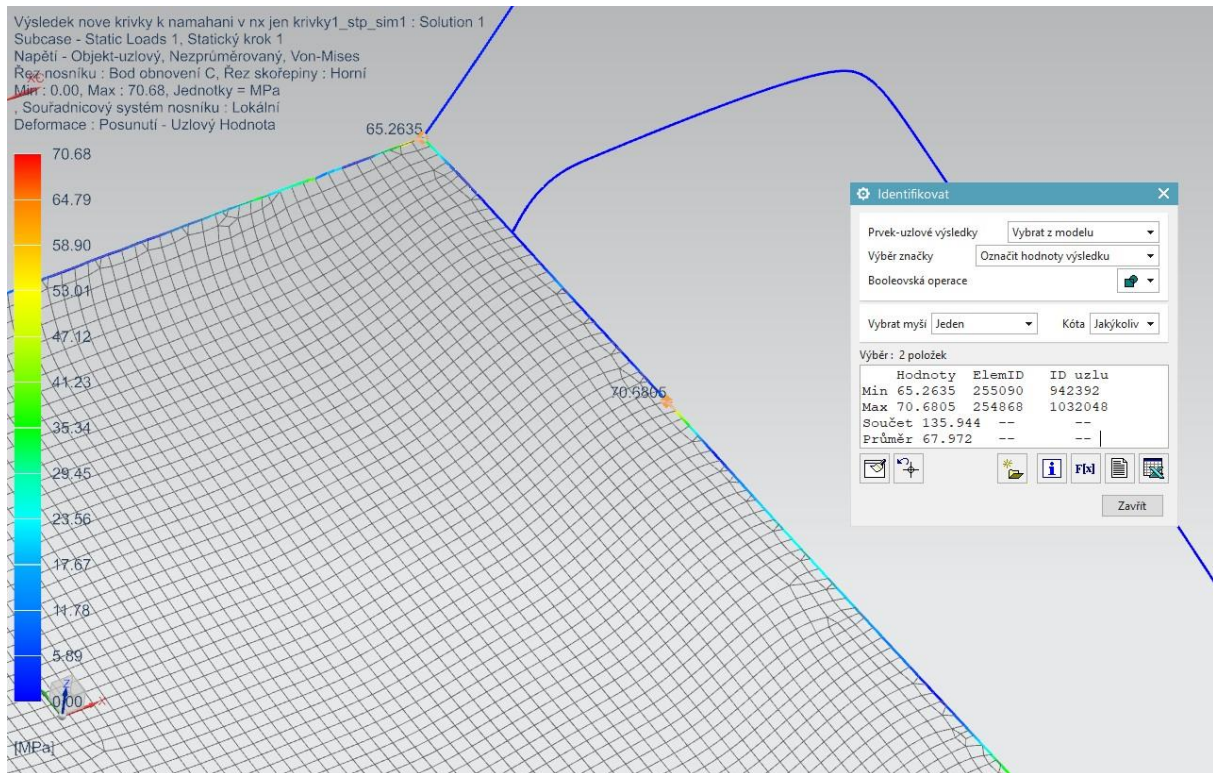 Výsledek nove krivky k namahani v nx jen krivky1_stp_sim1 : Solution 1
Subcase - Static Loads 1, Statický krok 1
Napětí - Objekt-uzlový, Nezprůměrovaný, Von-Mises
Řez nosníku : Bod obnovení C, Řez skořepiny : Horní
Min : 0.00, Max : 70.68, Jednotky = MPa
, Souřadnicový systém nosníku : Lokální
Deformace : Posunutí - Uzlový Hodnota
XC
65.2635
70.68
64.79
58.90
53.01
47.12
41.23
35.34
29.45
23.56
17.67
11.78
5.89
0.00
[MPa]
Z
X
70.6805
Identifikovat
Prvek-uzlové výsledky Vybrat z modelu
Výběr značky Označit hodnoty výsledku
Booleovská operace
Vybrat myší Jeden Kóta Jakýkoliv
Výběr : 2 položek
Hodnoty ElemID ID uzlu
Min 65.2635 255090 942392
Max 70.6805 254868 1032048
Součet 135.944 -- --
Průměr 67.972 -- --
F[x]
Zavřít